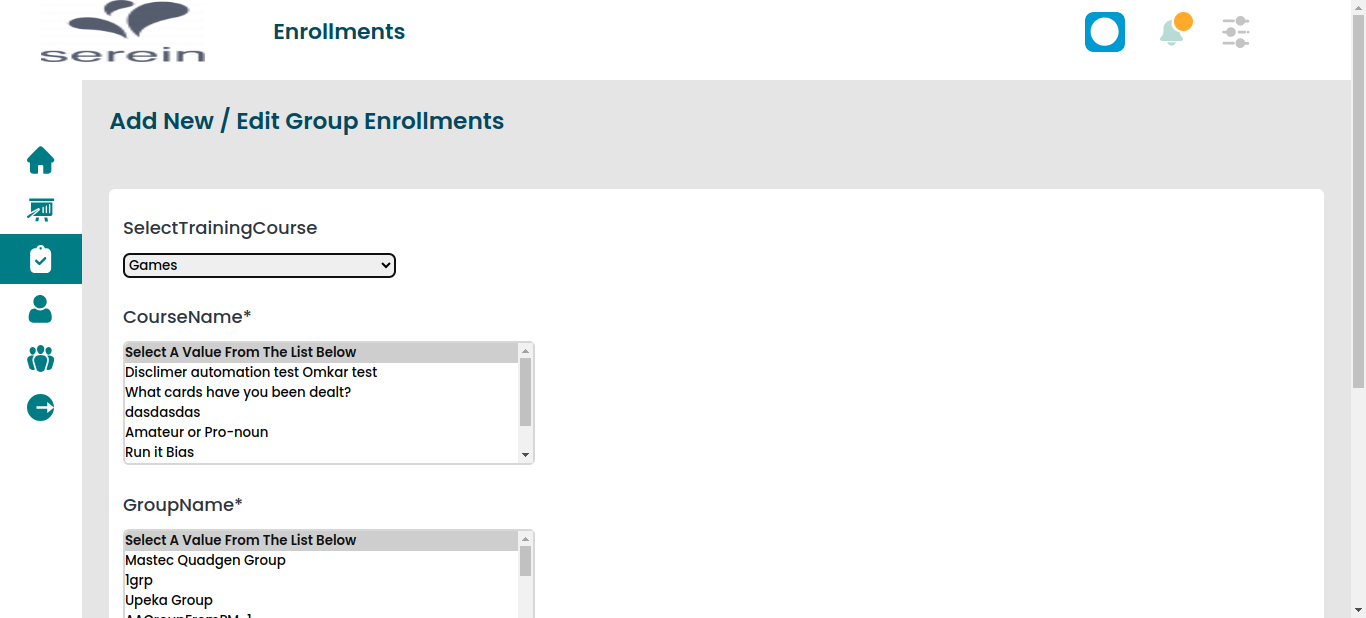 serein
Enrollments
Add New / Edit Group Enrollments
SelectTrainingCourse
Games
CourseName*
Select A Value From The List Below
Disclimer automation test Omkar test
What cards have you been dealt?
dasdasdas
Amateur or Pro-noun
Run it Bias
GroupName*
Select A Value From The List Below
Mastec Quadgen Group
1grp
Upeka Group